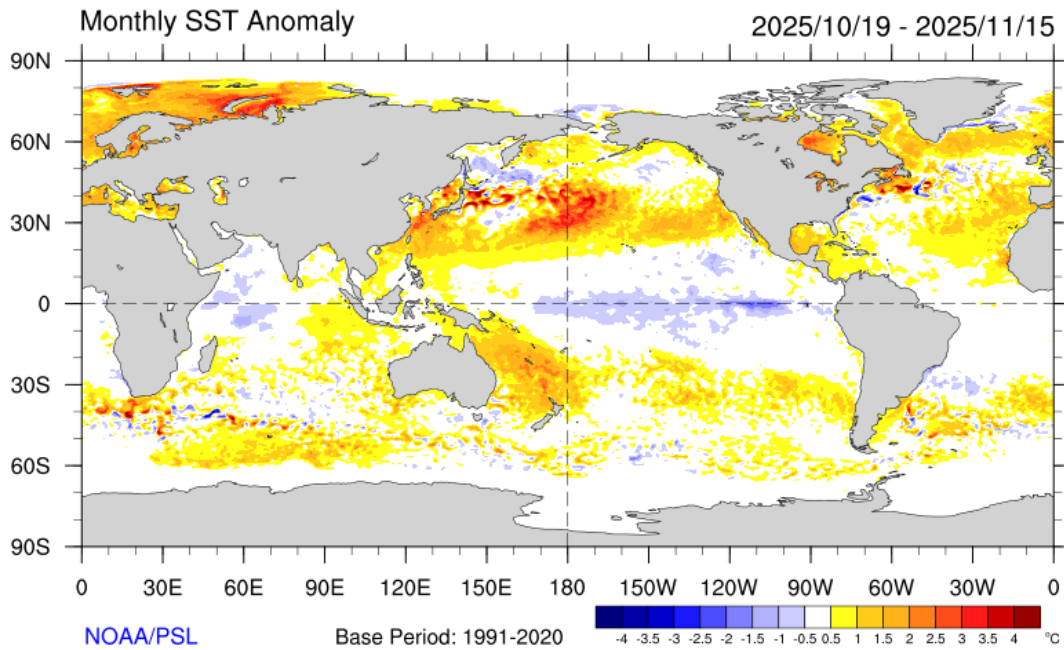 Monthly SST Anomaly 2025/10/19 - 2025/11/15
90N
60N
30N
0
30S
60S
90S
0 30E 60E 90E 120E 150E 180 150W 120W 90W 60W 30W 0
NOAA/PSL Base Period: 1991-2020 -4 -3.5 -3 -2.5 -2 -1.5 -1 -0.5 0.5 1 1.5 2 2.5 3 3.5 4 °C